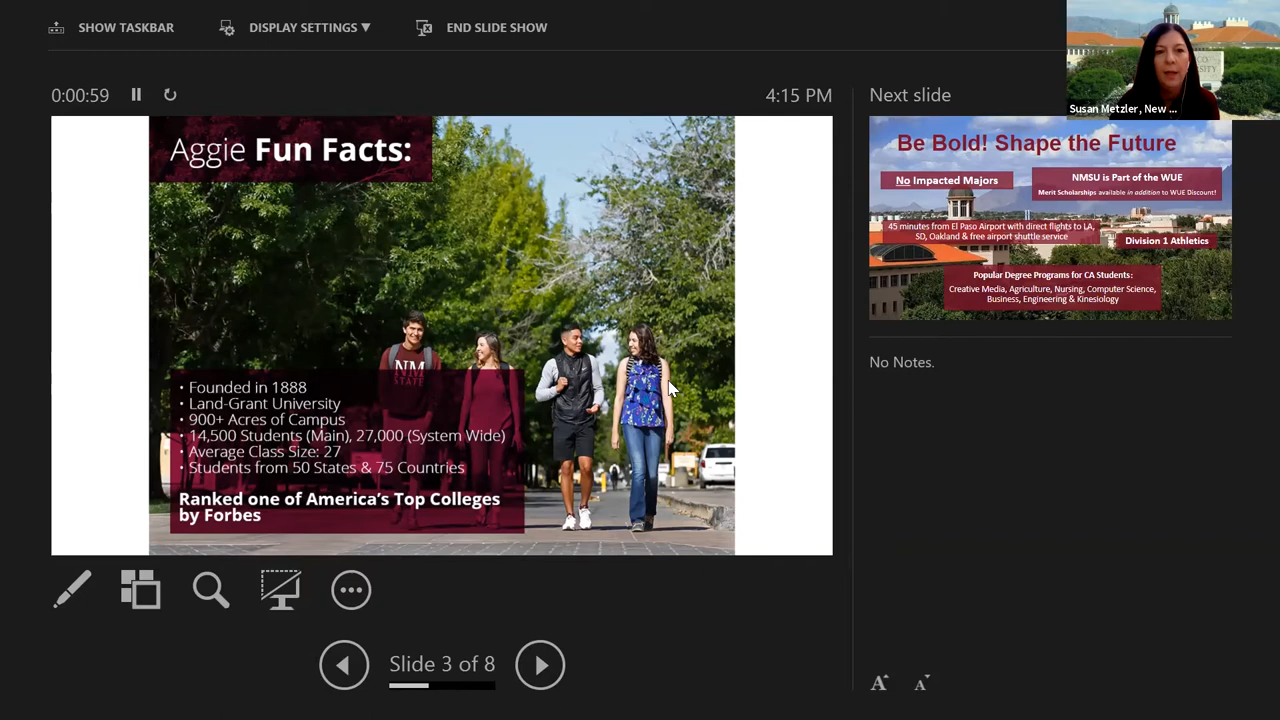 SHOW TASKBAR
DISPLAY SETTINGS ▼
END SLIDE SHOW
0:00:59
4:15 PM
Aggie Fun Facts:
NM
STATE
• Founded in 1888
• Land-Grant University
• 900+ Acres of Campus
• 14,500 Students (Main), 27,000 (System Wide)
• Average Class Size: 27
• Students from 50 States & 75 Countries
Ranked one of America's Top Colleges
by Forbes
Slide 3 of 8
Next slide
Susan Metzler, New ...
Be Bold! Shape the Future
No Impacted Majors
NMSU is Part of the WUE
Merit Scholarships available in addition to WUE Discount!
45 minutes from El Paso Airport with direct flights to LA,
SD, Oakland & free airport shuttle service
Division 1 Athletics
Popular Degree Programs for CA Students:
Creative Media, Agriculture, Nursing, Computer Science,
Business, Engineering & Kinesiology
No Notes.
A
A